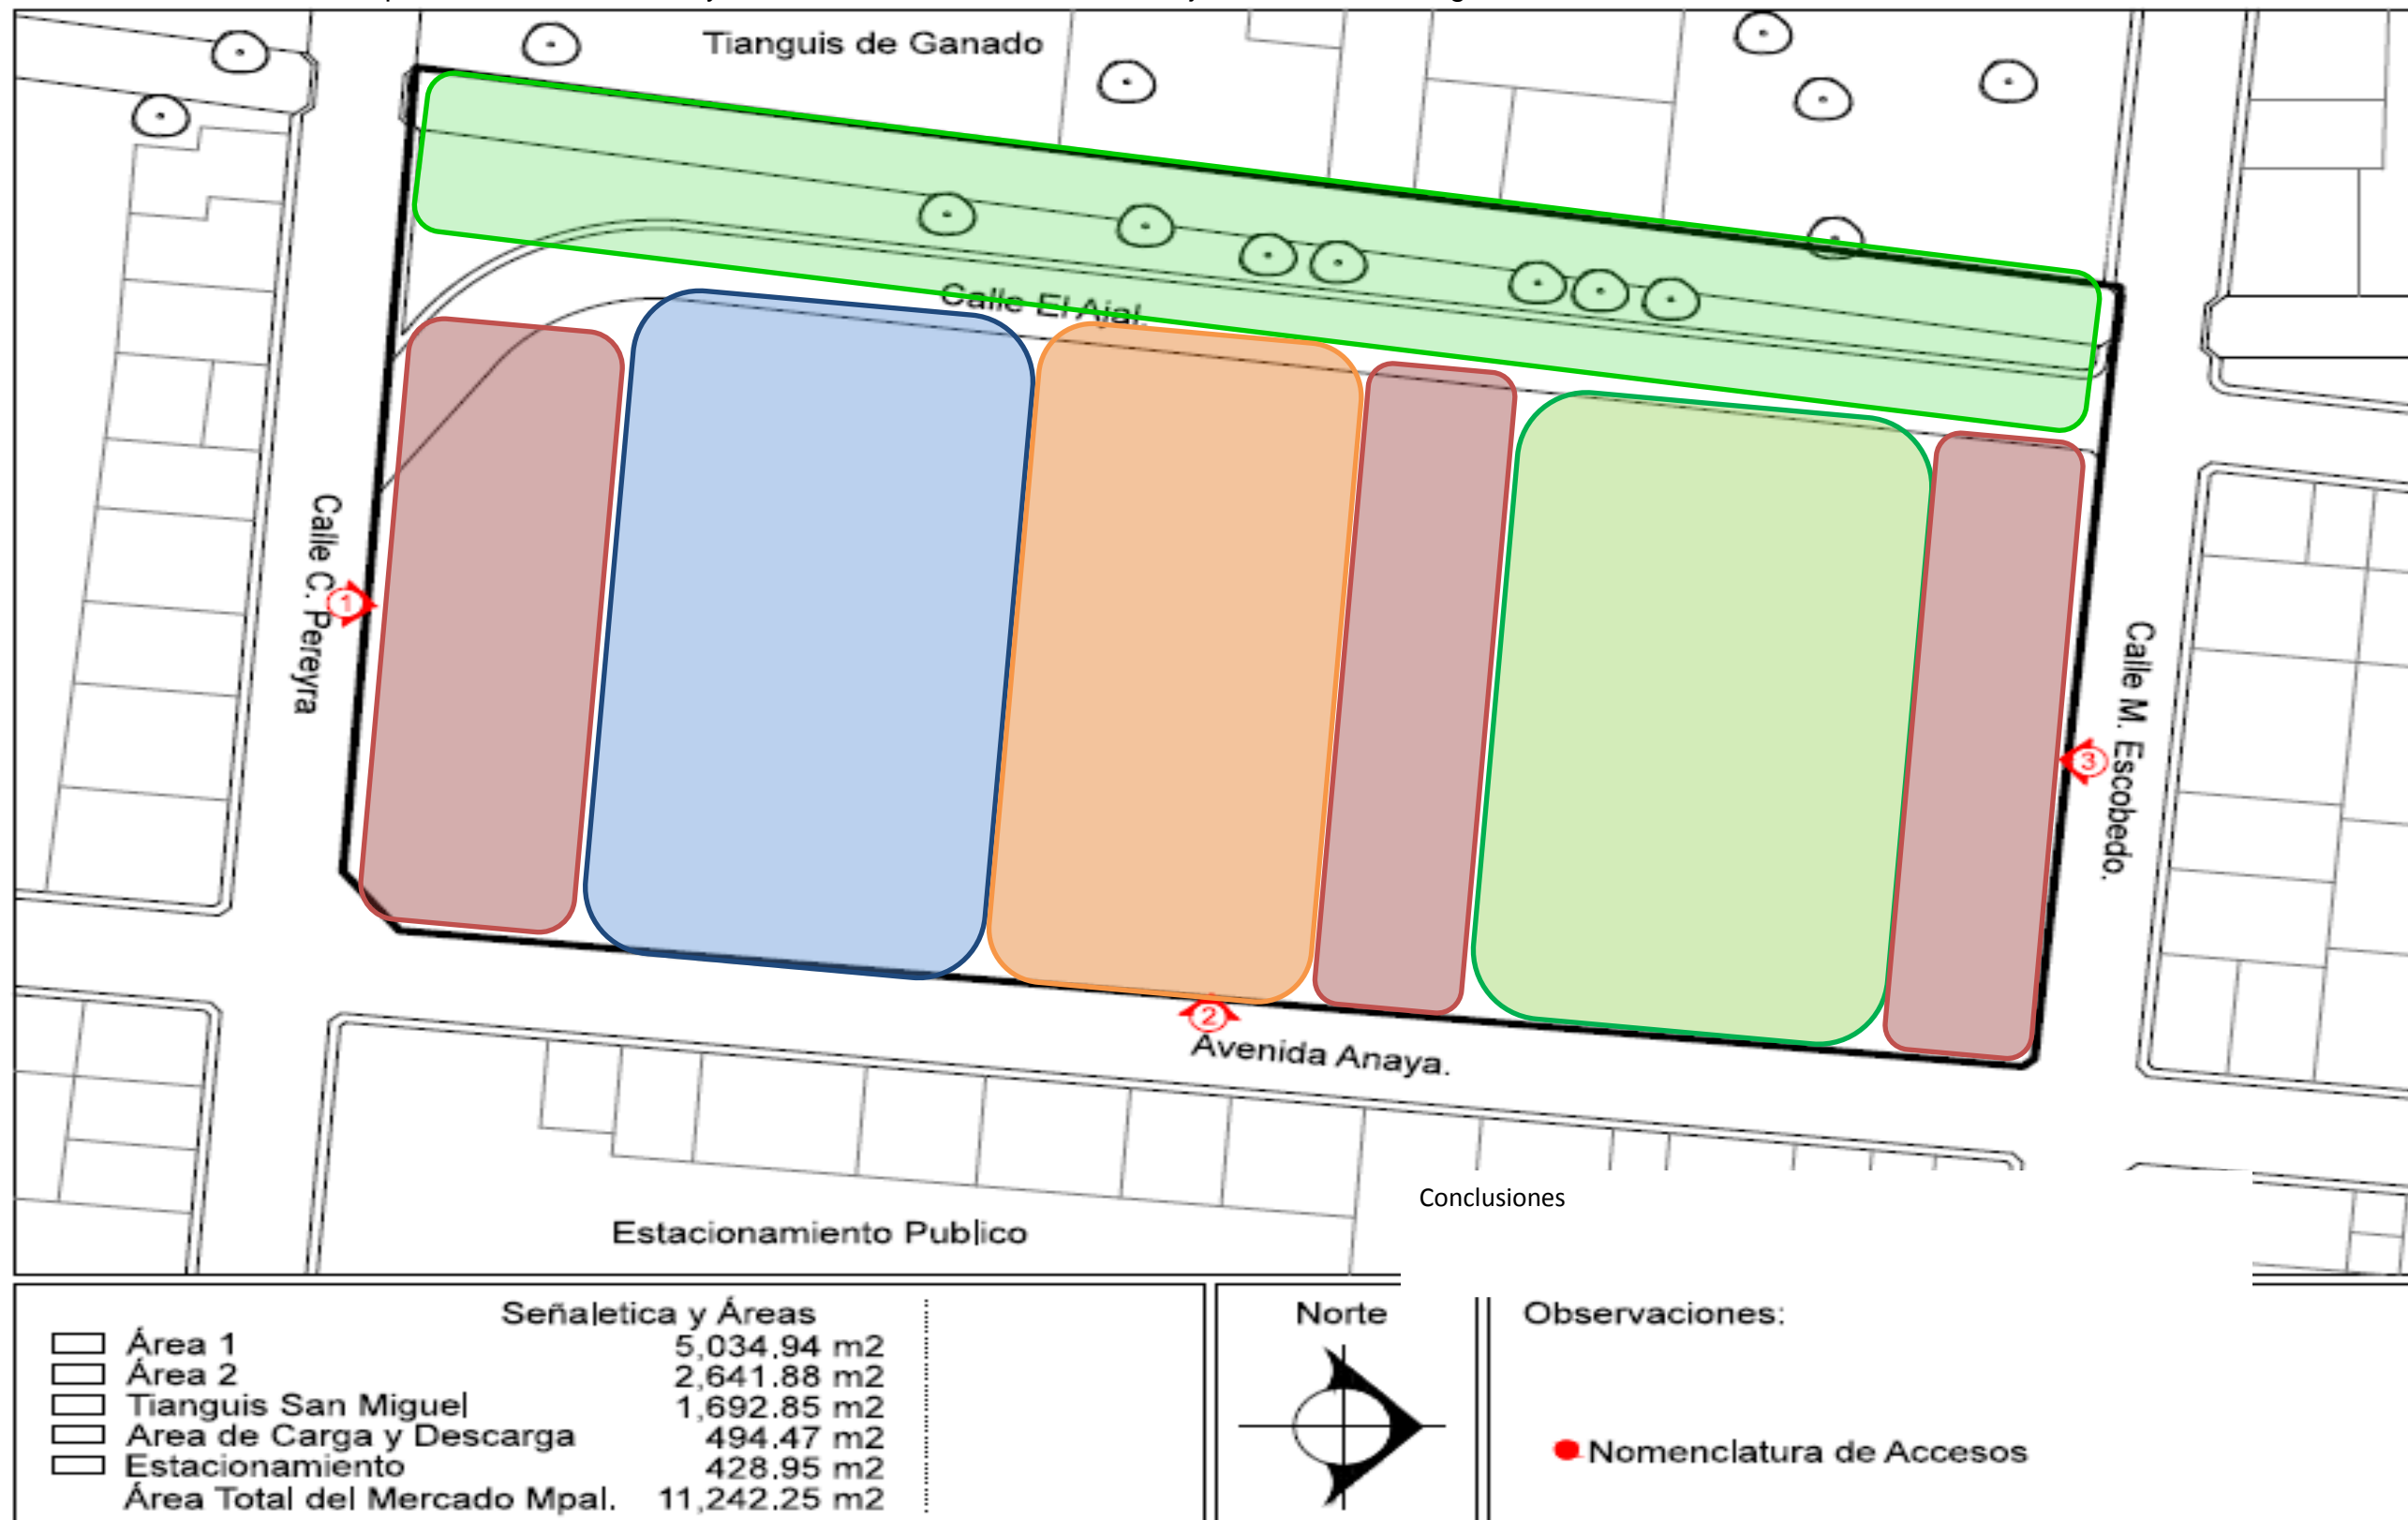 Tianguis de Ganado
Calle El Ajal.
Calle C. Pereyra
1
Calle M. Escobedo.
3
2
Avenida Anaya.
Conclusiones
Estacionamiento Publico
Señaletica y Áreas
Área 1 5,034.94 m2
Área 2 2,641.88 m2
Tianguis San Miguel 1,692.85 m2
Area de Carga y Descarga 494.47 m2
Estacionamiento 428.95 m2
Área Total del Mercado Mpal. 11,242.25 m2
Norte
Observaciones:
Nomenclatura de Accesos